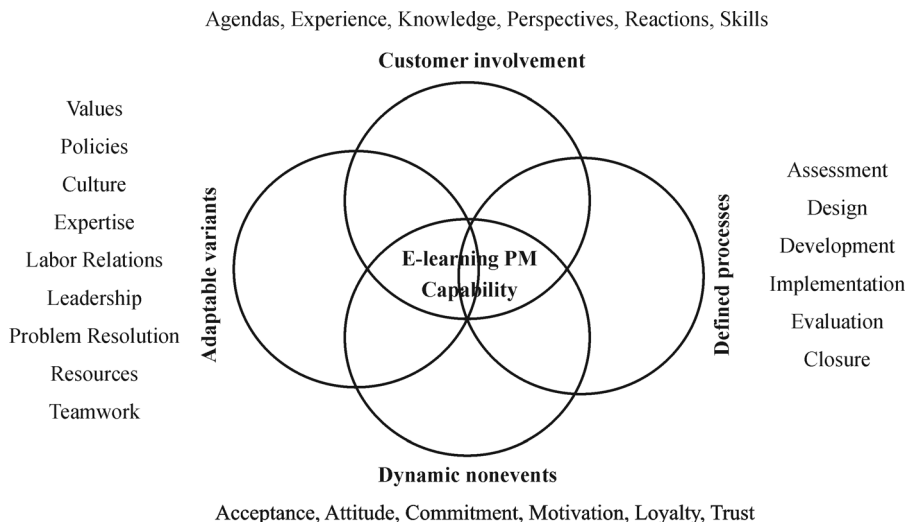 Agendas, Experience, Knowledge, Perspectives, Reactions, Skills
Customer involvement
Values
Policies
Culture
Expertise
Labor Relations
Leadership
Problem Resolution
Resources
Teamwork
Adaptable variants
E-learning PM
Capability
Defined processes
Assessment
Design
Development
Implementation
Evaluation
Closure
Dynamic nonevents
Acceptance, Attitude, Commitment, Motivation, Loyalty, Trust